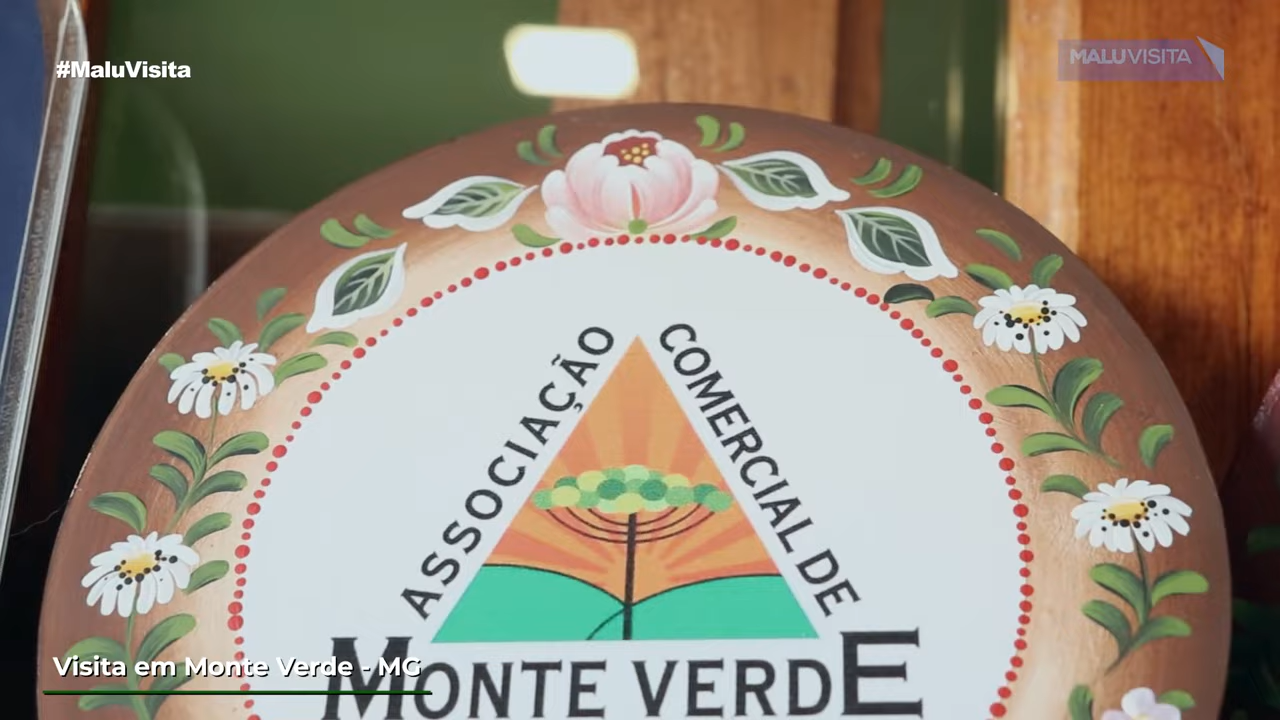 #MaluVisita
MALUVISITA
ASSOCIAÇÃO
COMERCIAL DE
MONTE VERDE
Visita em Monte Verde - MG